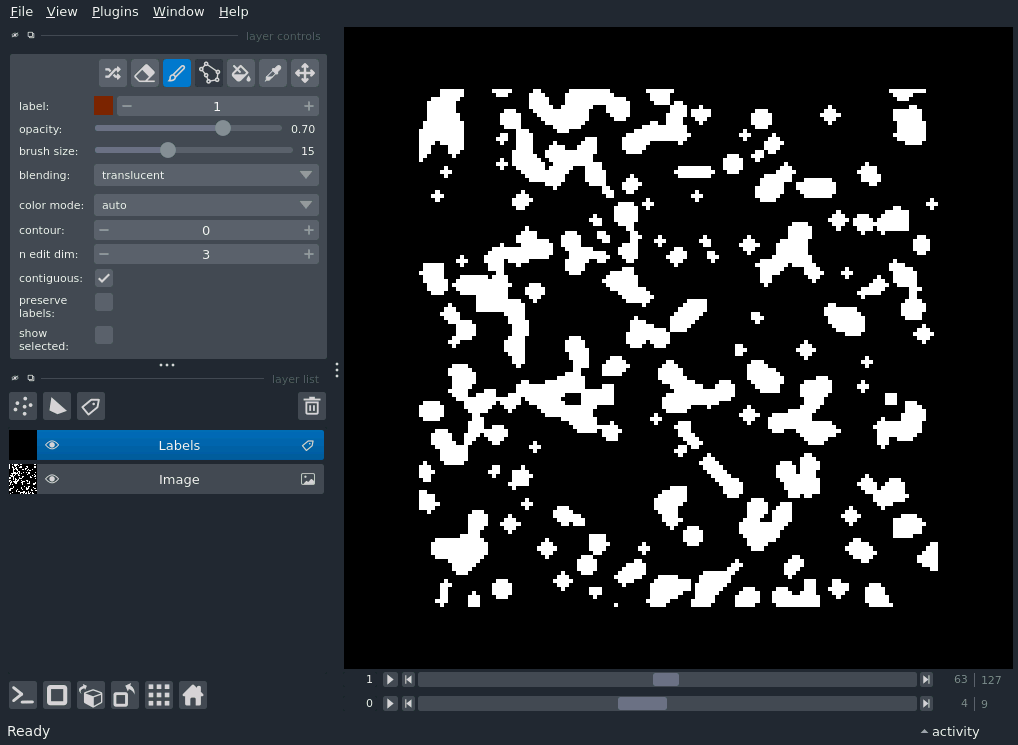 File View Plugins Window Help
layer controls
label: 1
opacity: 0.70
brush size: 15
blending: translucent
color mode: auto
contour: 0
n edit dim: 3
contiguous:
preserve
labels:
show
selected:
layer list
Labels
Image
1 63 127
0 4 9
Ready activity